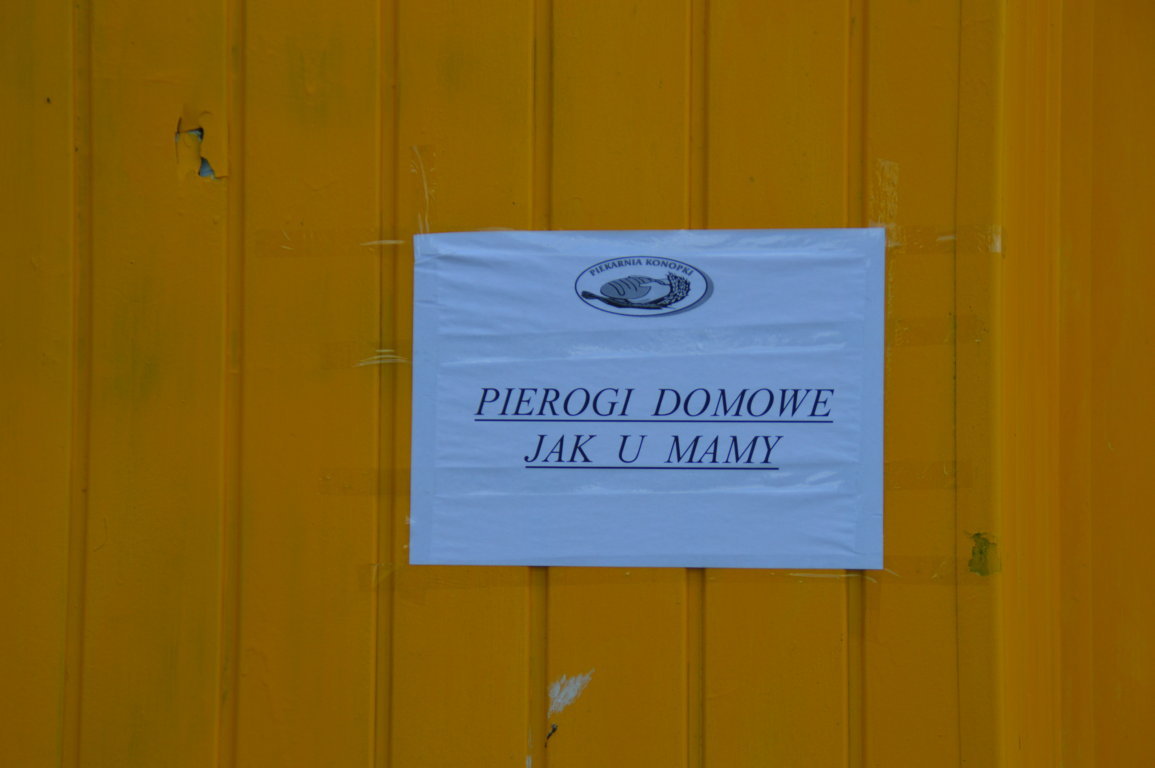 PIEKARNIA KONOPKI
PIEROGI DOMOWE
JAK U MAMY